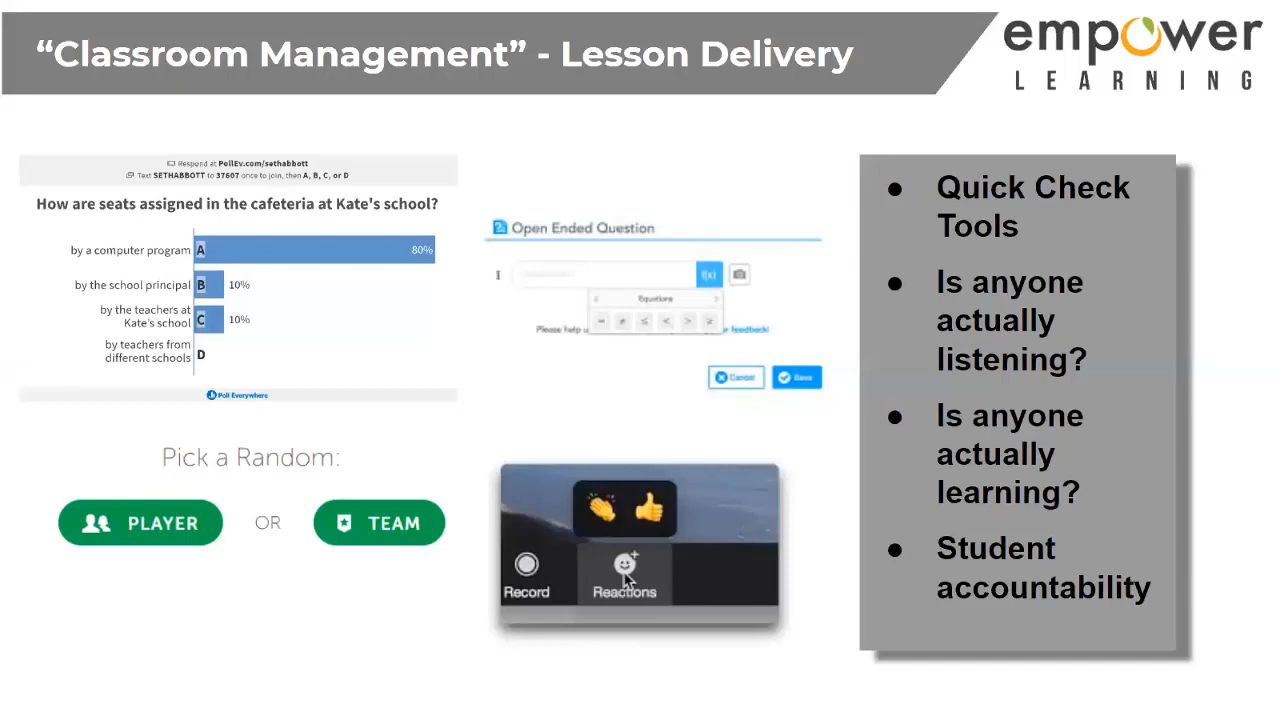 “Classroom Management” - Lesson Delivery
empower
LEARNING
Respond at PollEv.com/sethabbott
Text SETHABBOTT to 37607 once to join, then A, B, C, or D
How are seats assigned in the cafeteria at Kate's school?
by a computer program A 80%
by the school principal B 10%
by the teachers at
Kate's school C 10%
by teachers from
different schools D
Poll Everywhere
Open Ended Question
f(x)
Equations
Please help u
ur feedback!
Cancel Save
Pick a Random:
PLAYER OR TEAM
Record Reactions
● Quick Check
Tools
● Is anyone
actually
listening?
● Is anyone
actually
learning?
● Student
accountability